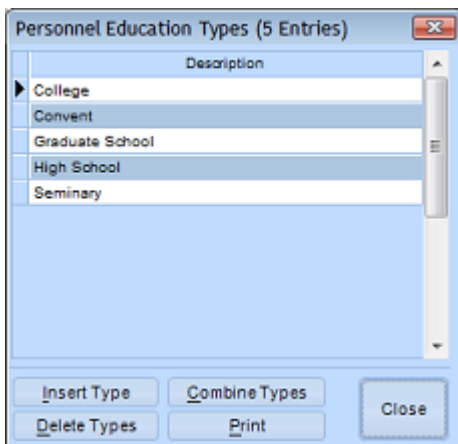 Personnel Education Types (5 Entries)
Description
College
Convent
Graduate School
High School
Seminary
Insert Type
Combine Types
Close
Delete Types
Print